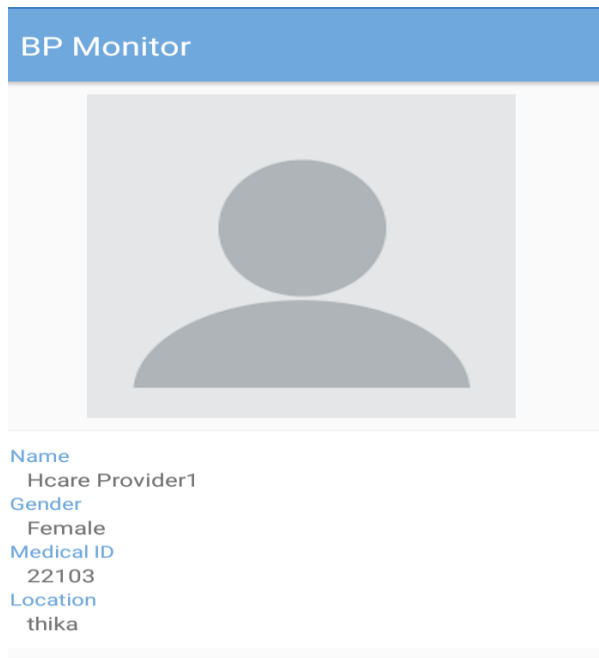 BP Monitor
Name
Hcare Provider1
Gender
Female
Medical ID
22103
Location
thika